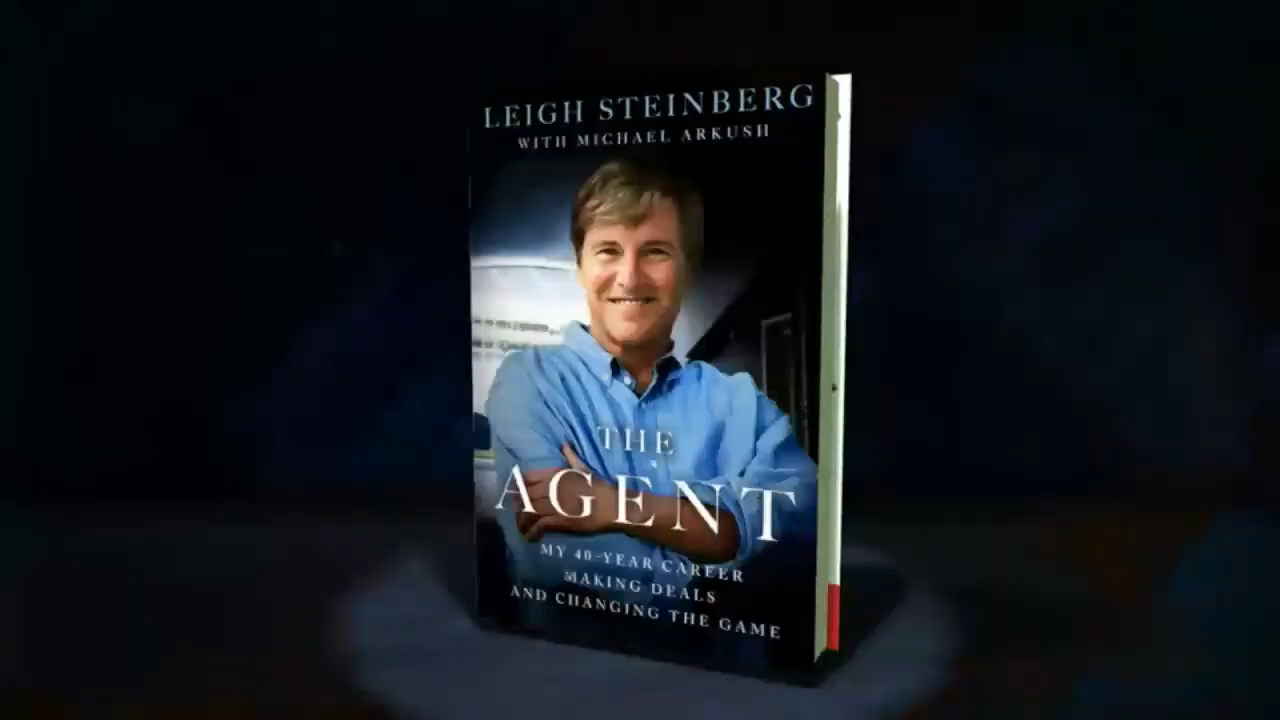 LEIGH STEINBERG
WITH MICHAEL ARKUSH
THE
AGENT
MY 40-YEAR CAREER
MAKING DEALS
AND CHANGING THE GAME